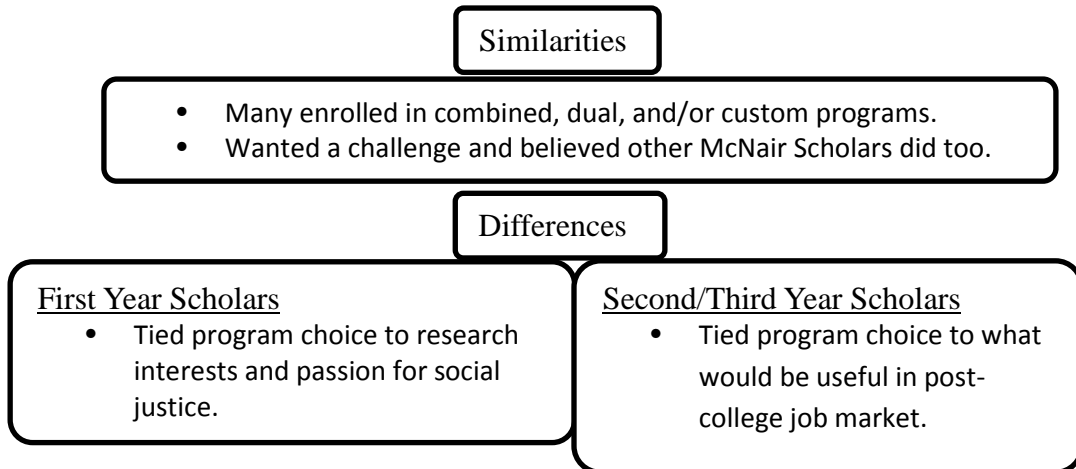 Similarities
• Many enrolled in combined, dual, and/or custom programs.
• Wanted a challenge and believed other McNair Scholars did too.
Differences
First Year Scholars
• Tied program choice to research
interests and passion for social
justice.
Second/Third Year Scholars
• Tied program choice to what
would be useful in post-
college job market.